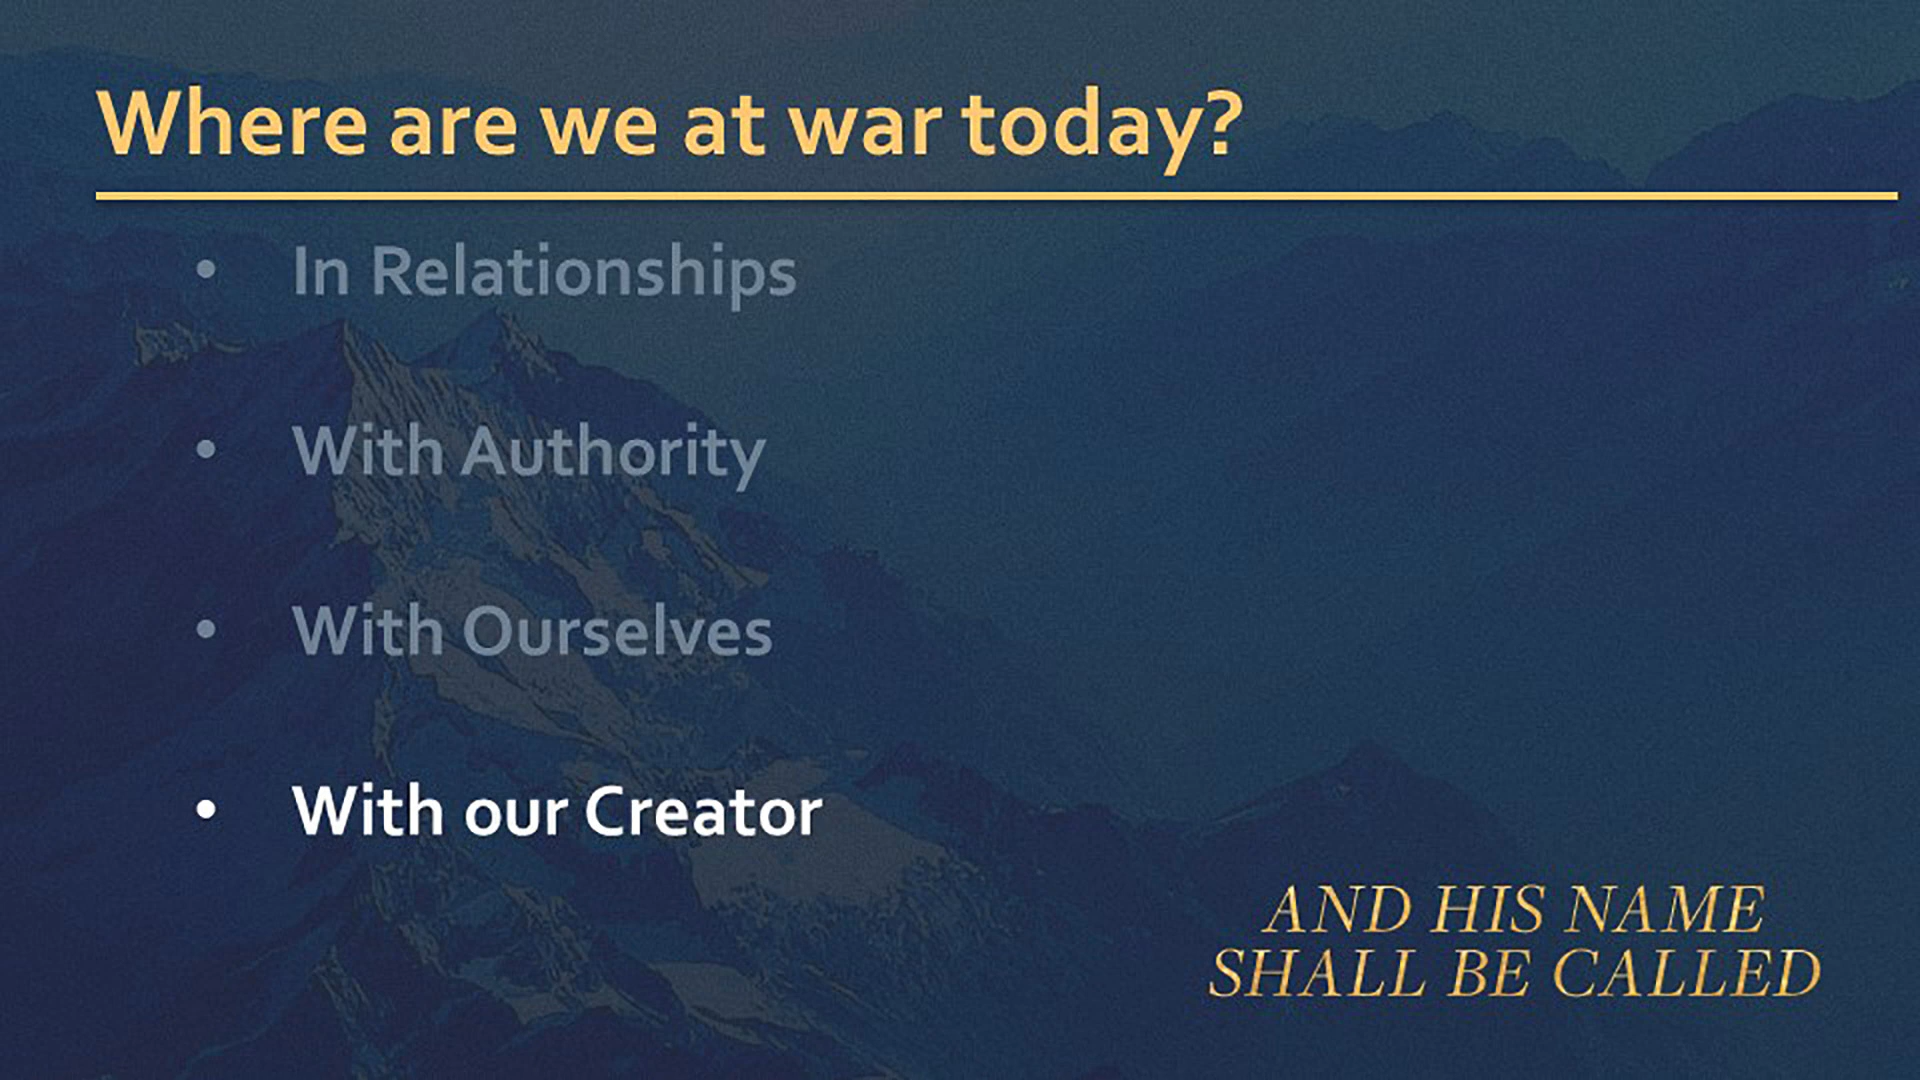 Where are we at war today?
• In Relationships
• With Authority
• With Ourselves
• With our Creator
AND HIS NAME
SHALL BE CALLED